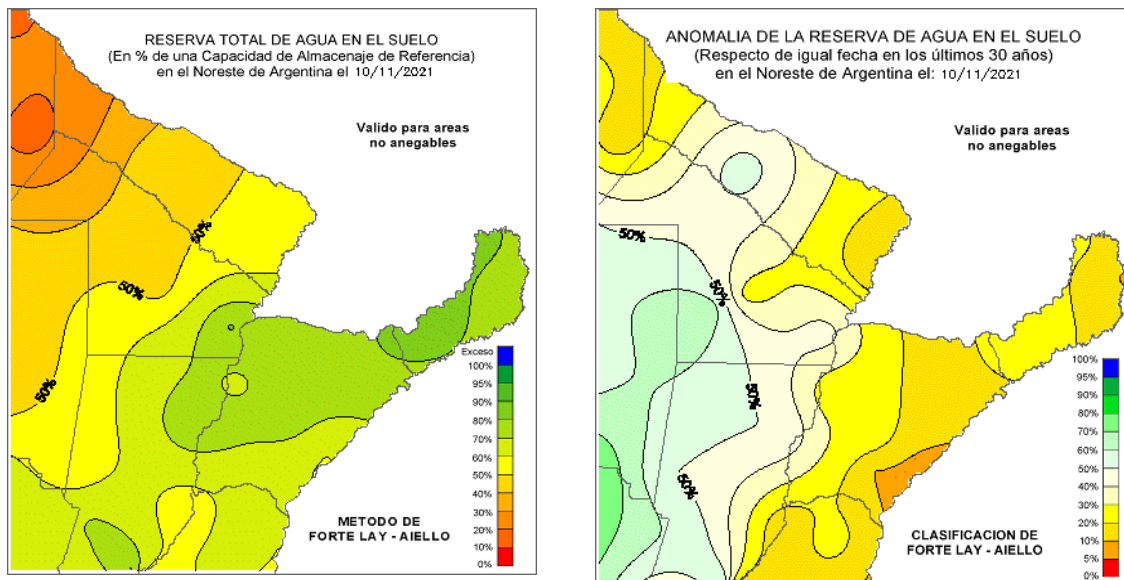 RESERVA TOTAL DE AGUA EN EL SUELO
(En % de una Capacidad de Almacenaje de Referencia)
en el Noreste de Argentina el 10/11/2021
Valido para areas
no anegables
50%
50%
50%
Exceso
100%
95%
90%
80%
70%
60%
50%
40%
30%
20%
10%
0%
METODO DE
FORTE LAY - AIELLO
ANOMALIA DE LA RESERVA DE AGUA EN EL SUELO
(Respecto de igual fecha en los últimos 30 años)
en el Noreste de Argentina el: 10/11/2021
Valido para areas
no anegables
50%
50%
50%
50%
50%
100%
95%
90%
80%
70%
60%
50%
40%
30%
20%
10%
5%
0%
CLASIFICACION DE
FORTE LAY - AIELLO